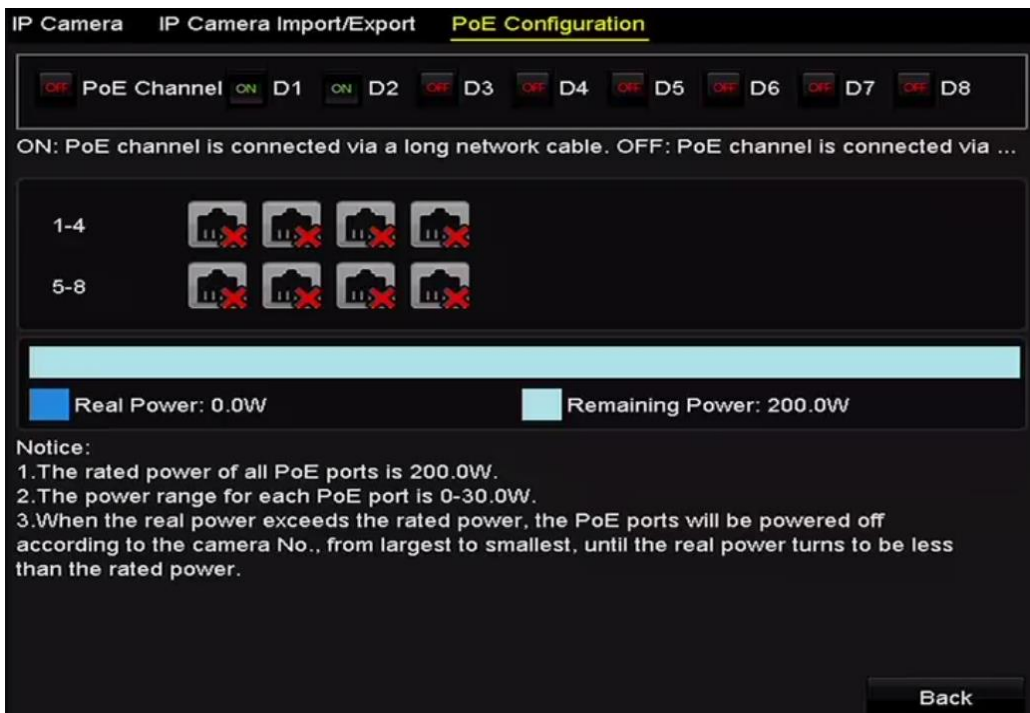 IP Camera IP Camera Import/Export PoE Configuration
OFF PoE Channel ON D1 ON D2 OFF D3 OFF D4 OFF D5 OFF D6 OFF D7 OFF D8
ON: PoE channel is connected via a long network cable. OFF: PoE channel is connected via ...
1-4
5-8
Real Power: 0.0W Remaining Power: 200.0W
Notice:
1.The rated power of all PoE ports is 200.0W.
2.The power range for each PoE port is 0-30.0W.
3.When the real power exceeds the rated power, the PoE ports will be powered off
according to the camera No., from largest to smallest, until the real power turns to be less
than the rated power.
Back